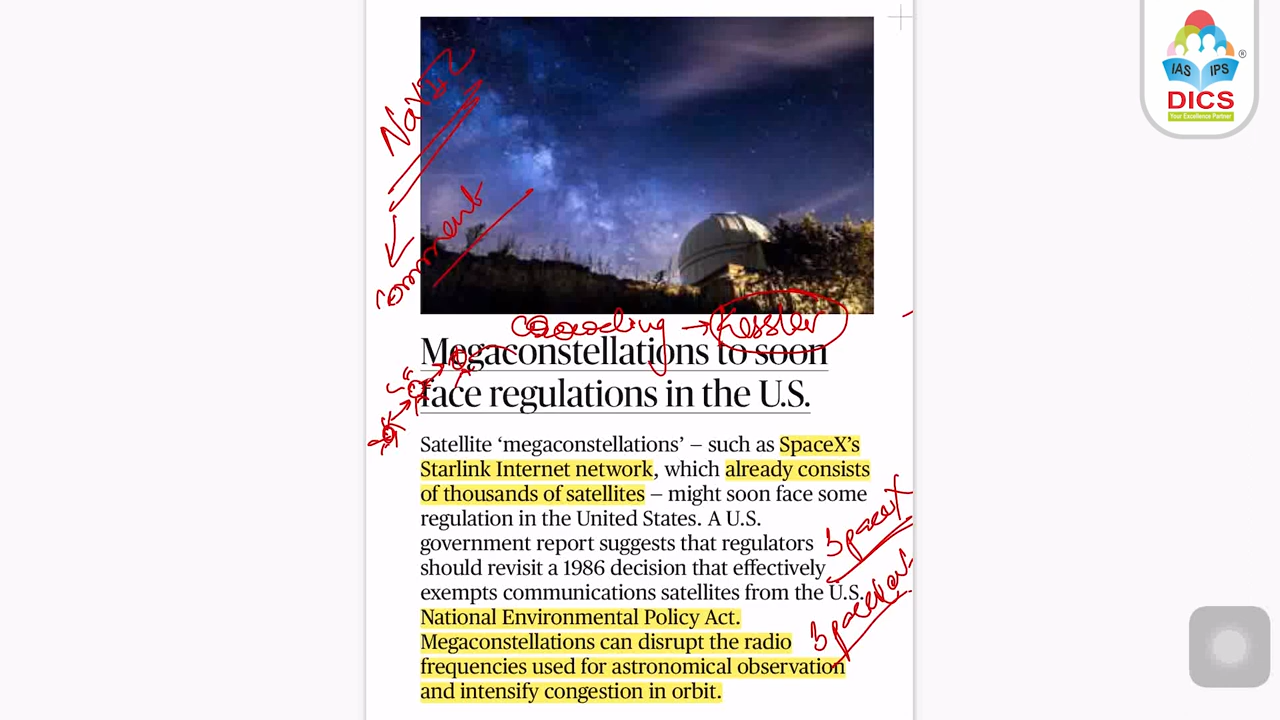 IAS IPS
DICS
Your Excellence Partner
NavIC
comment
Kessler
Megaconstellations to soon
face regulations in the U.S.
Satellite ‘megaconstellations’ – such as SpaceX’s
Starlink Internet network, which already consists
of thousands of satellites – might soon face some
regulation in the United States. A U.S.
government report suggests that regulators
should revisit a 1986 decision that effectively
exempts communications satellites from the U.S.
National Environmental Policy Act.
Megaconstellations can disrupt the radio
frequencies used for astronomical observation
and intensify congestion in orbit.
SpaceX